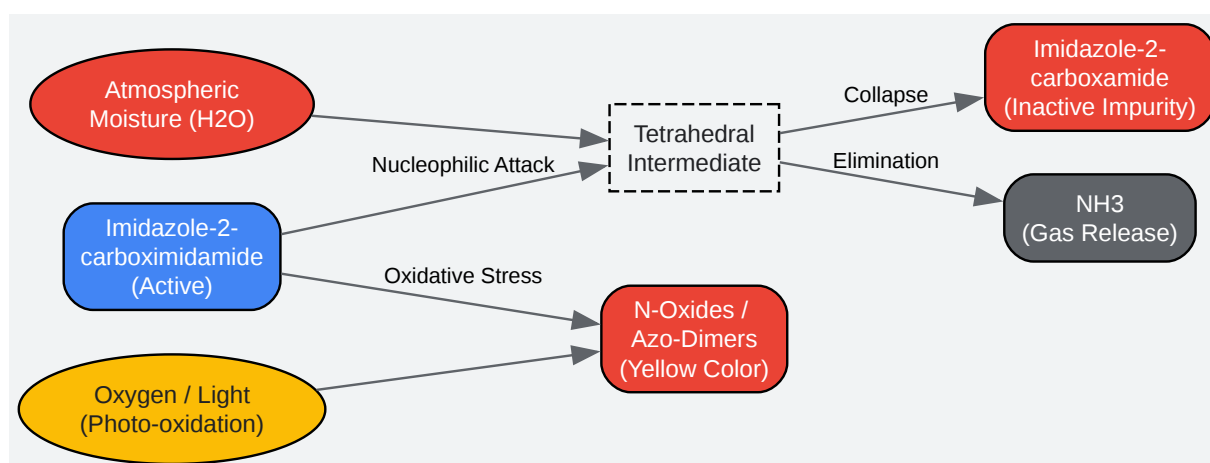 Atmospheric
Moisture (H2O)
Nucleophilic Attack
Imidazole-2-
carboximidamide
(Active)
Oxidative Stress
Oxygen / Light
(Photo-oxidation)
Tetrahedral
Intermediate
N-Oxides /
Azo-Dimers
(Yellow Color)
Collapse
Elimination
Imidazole-2-
carboxamide
(Inactive Impurity)
NH3
(Gas Release)